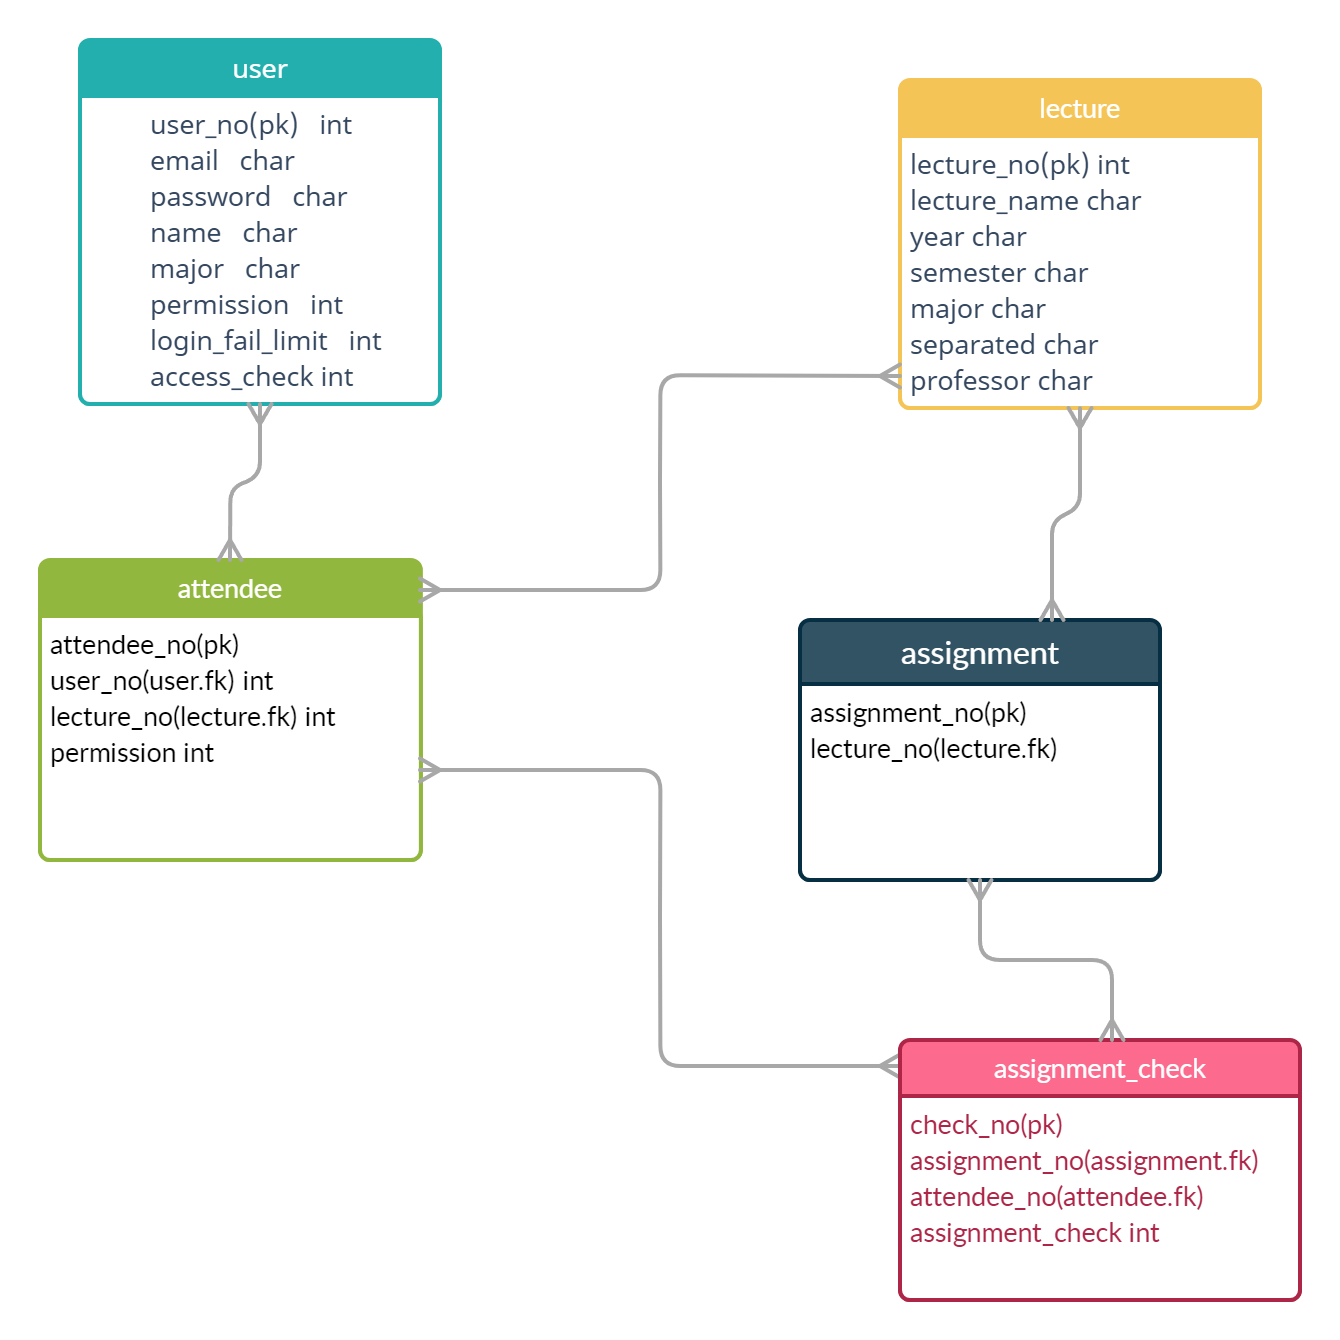 user
user_no(pk) int
email char
password char
name char
major char
permission int
login_fail_limit int
access_check int
lecture
lecture_no(pk) int
lecture_name char
year char
semester char
major char
separated char
professor char
attendee
attendee_no(pk)
user_no(user.fk) int
lecture_no(lecture.fk) int
permission int
assignment
assignment_no(pk)
lecture_no(lecture.fk)
assignment_check
check_no(pk)
assignment_no(assignment.fk)
attendee_no(attendee.fk)
assignment_check int